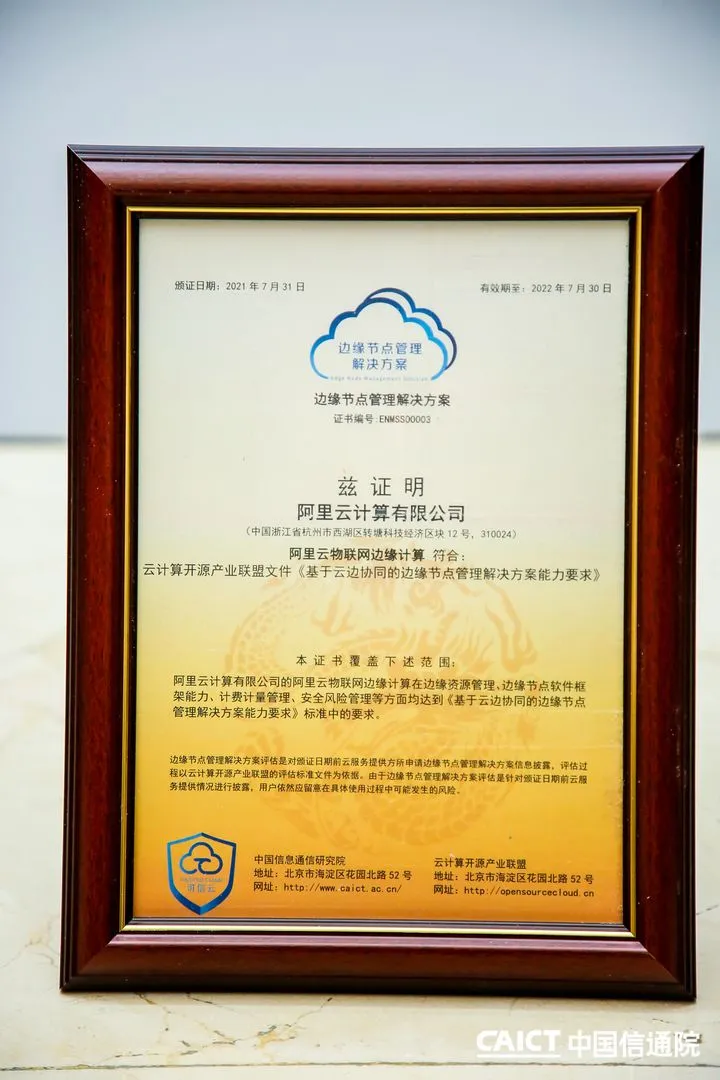 颁证日期：2021 年 7 月 31 日
有效期至：2022 年 7 月 30 日
边缘节点管理
解决方案
Edge Node Management Solution
边缘节点管理解决方案
证书编号:ENMSS00003
兹证明
阿里云计算有限公司
（中国浙江省杭州市西湖区转塘科技经济区块 12 号，310024）
阿里云物联网边缘计算 符合：
云计算开源产业联盟文件《基于云边协同的边缘节点管理解决方案能力要求》
本证书覆盖下述范围：
阿里云计算有限公司的阿里云物联网边缘计算在边缘资源管理、边缘节点软件框
架能力、计费计量管理、安全风险管理等方面均达到《基于云边协同的边缘节点
管理解决方案能力要求》标准中的要求。
边缘节点管理解决方案评估是对颁证日期前云服务提供方所申请边缘节点管理解决方案信息披露，评估过
程以云计算开源产业联盟的评估标准文件为依据。由于边缘节点管理解决方案评估是针对颁证日期前云服
务提供情况进行披露，用户依然应留意在具体使用过程中可能发生的风险。
可信云
中国信息通信研究院
地址：北京市海淀区花园北路 52 号
网址：http://www.caict.ac.cn/
云计算开源产业联盟
地址：北京市海淀区花园北路 52 号
网址：http://opensourcecloud.cn
CAICT 中国信通院